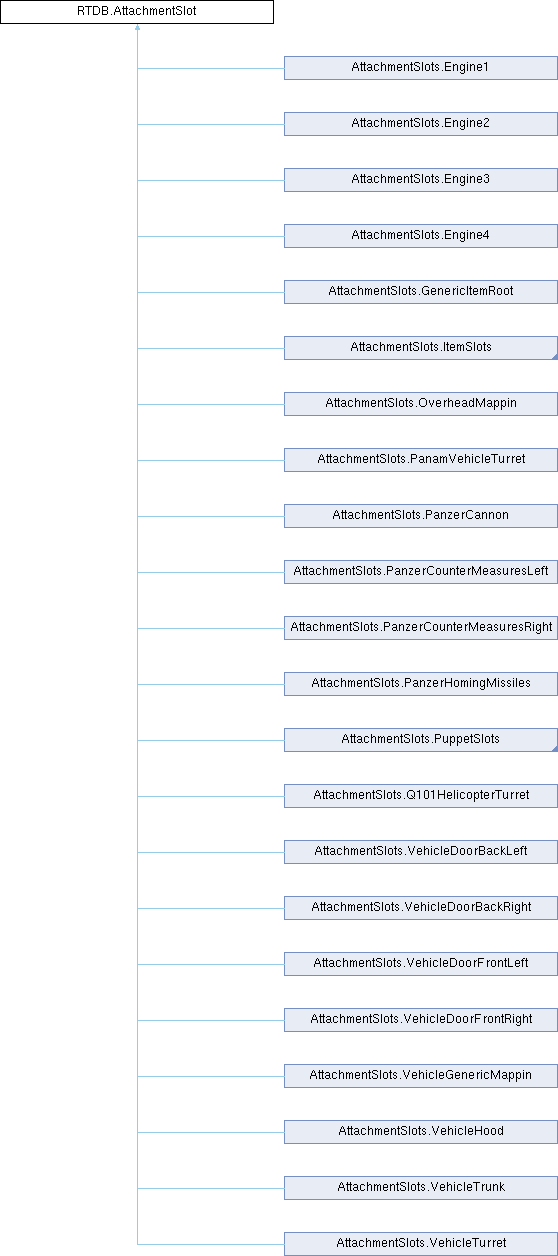 RTDB.AttachmentSlot
AttachmentSlots.Engine1
AttachmentSlots.Engine2
AttachmentSlots.Engine3
AttachmentSlots.Engine4
AttachmentSlots.GenericItemRoot
AttachmentSlots.ItemSlots
AttachmentSlots.OverheadMappin
AttachmentSlots.PanamVehicleTurret
AttachmentSlots.PanzerCannon
AttachmentSlots.PanzerCounterMeasuresLeft
AttachmentSlots.PanzerCounterMeasuresRight
AttachmentSlots.PanzerHomingMissiles
AttachmentSlots.PuppetSlots
AttachmentSlots.Q101HelicopterTurret
AttachmentSlots.VehicleDoorBackLeft
AttachmentSlots.VehicleDoorBackRight
AttachmentSlots.VehicleDoorFrontLeft
AttachmentSlots.VehicleDoorFrontRight
AttachmentSlots.VehicleGenericMappin
AttachmentSlots.VehicleHood
AttachmentSlots.VehicleTrunk
AttachmentSlots.VehicleTurret